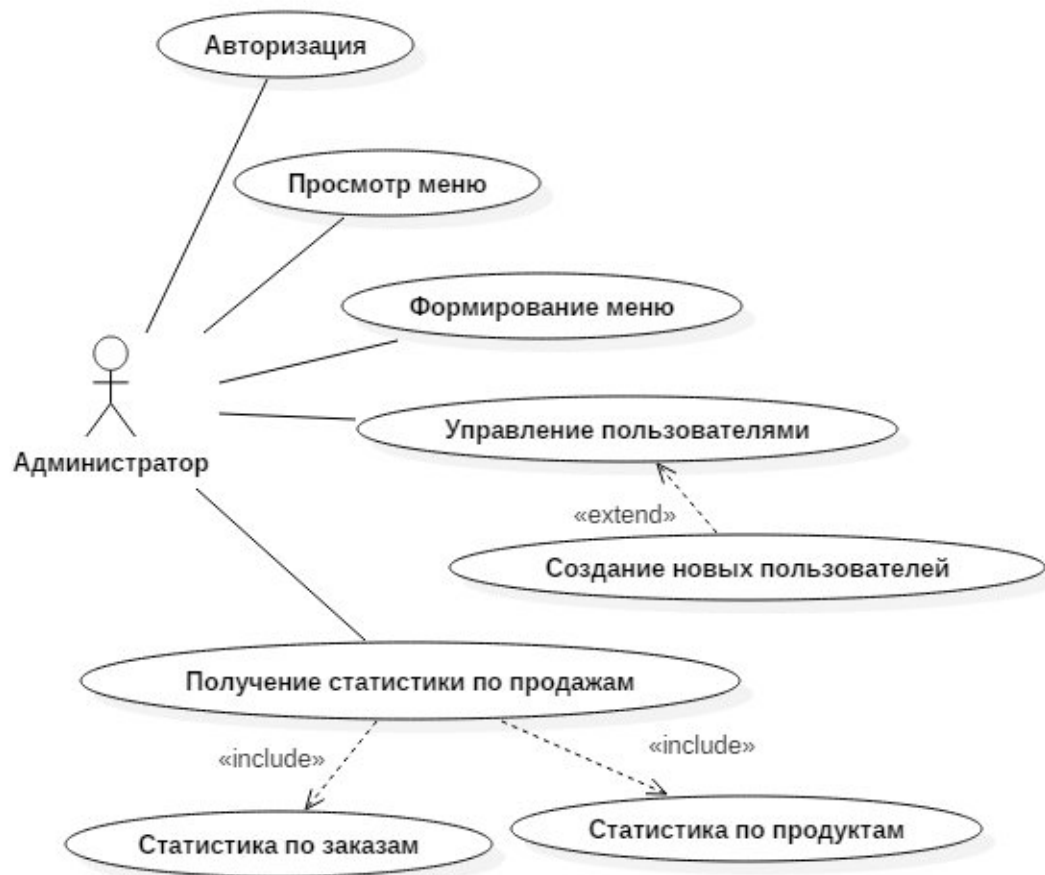 Авторизация
Просмотр меню
Формирование меню
Управление пользователями
Администратор
«extend»
Создание новых пользователей
Получение статистики по продажам
«include»
«include»
Статистика по заказам
Статистика по продуктам